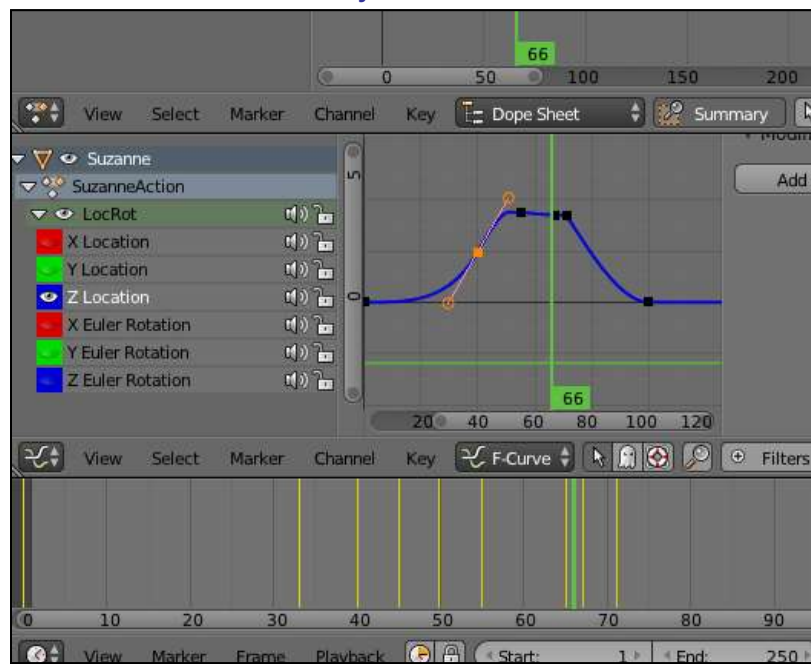 66
0 50 100 150 200
View Select Marker Channel Key Dope Sheet Summary
Suzanne
SuzanneAction
LocRot
X Location
Y Location
Z Location
X Euler Rotation
Y Euler Rotation
Z Euler Rotation
5
0
Add
66
20 40 60 80 100 120
View Select Marker Channel Key F-Curve Filters
0 10 20 30 40 50 60 70 80 90
View Marker Frame Playback Start: 1 End: 250